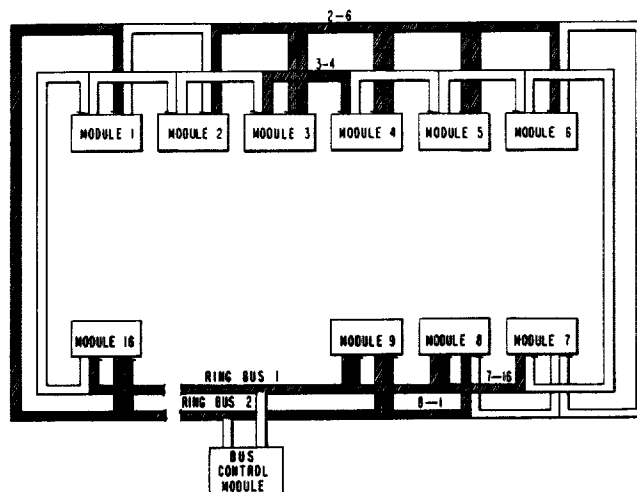 2-6
3-4
MODULE 1
MODULE 2
MODULE 3
MODULE 4
MODULE 5
MODULE 6
MODULE 16
MODULE 9
MODULE 8
MODULE 7
RING BUS 1
7-16
RING BUS 2
8-1
BUS
CONTROL
MODULE